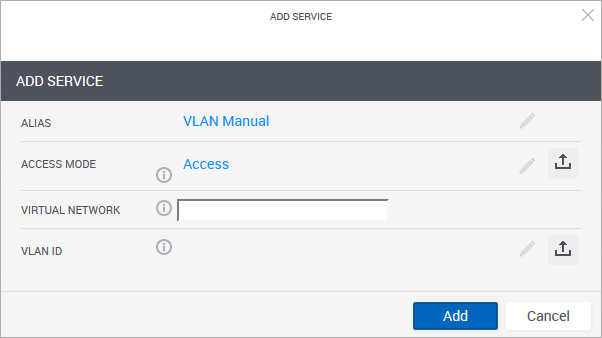 ADD SERVICE
ADD SERVICE
ALIAS VLAN Manual
ACCESS MODE Access
VIRTUAL NETWORK
VLAN ID
Add Cancel